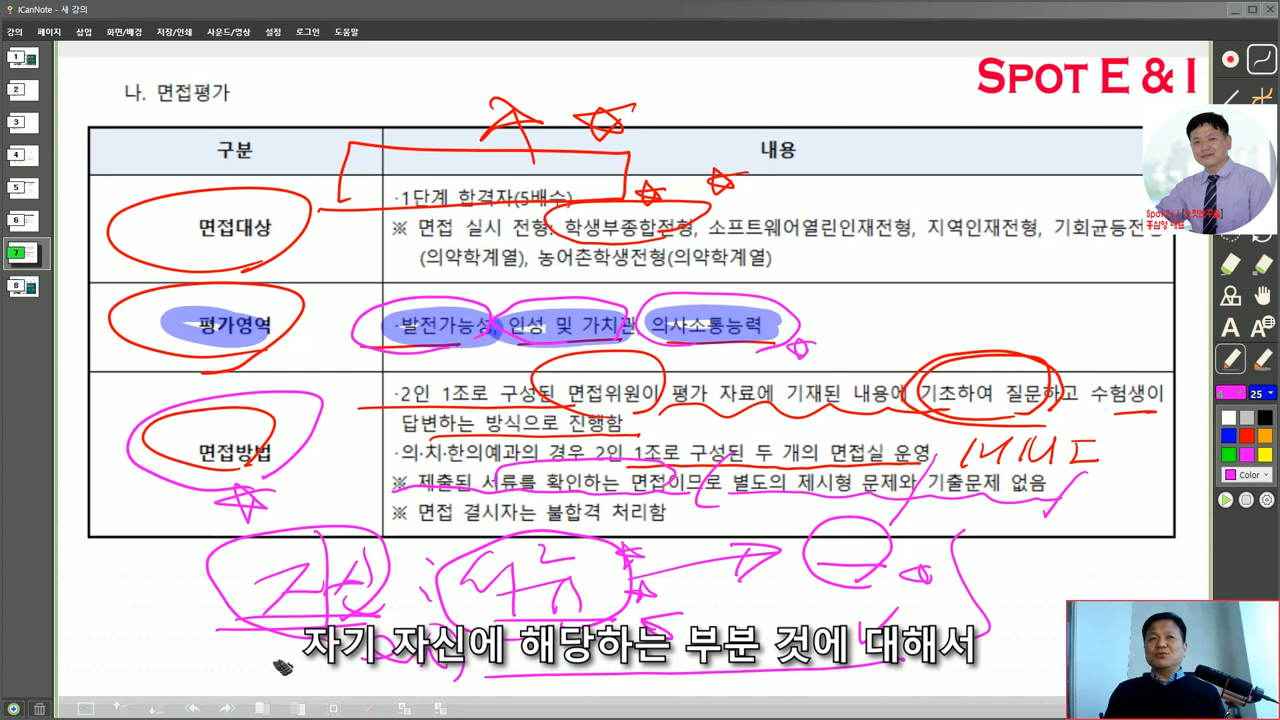 ICanNote - 새 강의
강의 페이지 삽입 화면/배경 저장/인쇄 사운드/영상 설정 로그인 도움말
SPOT E & I
나. 면접평가
구분 내용
면접대상
·1단계 합격자(5배수)
※ 면접 실시 전형: 학생부종합전형, 소프트웨어열린인재전형, 지역인재전형, 기회균등전형
(의약학계열), 농어촌학생전형(의약학계열)
평가영역
·발전가능성, 인성 및 가치관 의사소통능력
면접방법
·2인 1조로 구성된 면접위원이 평가 자료에 기재된 내용에 기초하여 질문하고 수험생이
답변하는 방식으로 진행함
·의·치·한의예과의 경우 2인 1조로 구성된 두 개의 면접실 운영
MMI
※ 제출된 서류를 확인하는 면접이므로 별도의 제시형 문제와 기출문제 없음
※ 면접 결시자는 불합격 처리함
자기 자신에 해당하는 부분 것에 대해서
1
2
3
4
5
6
7
8
25
Color